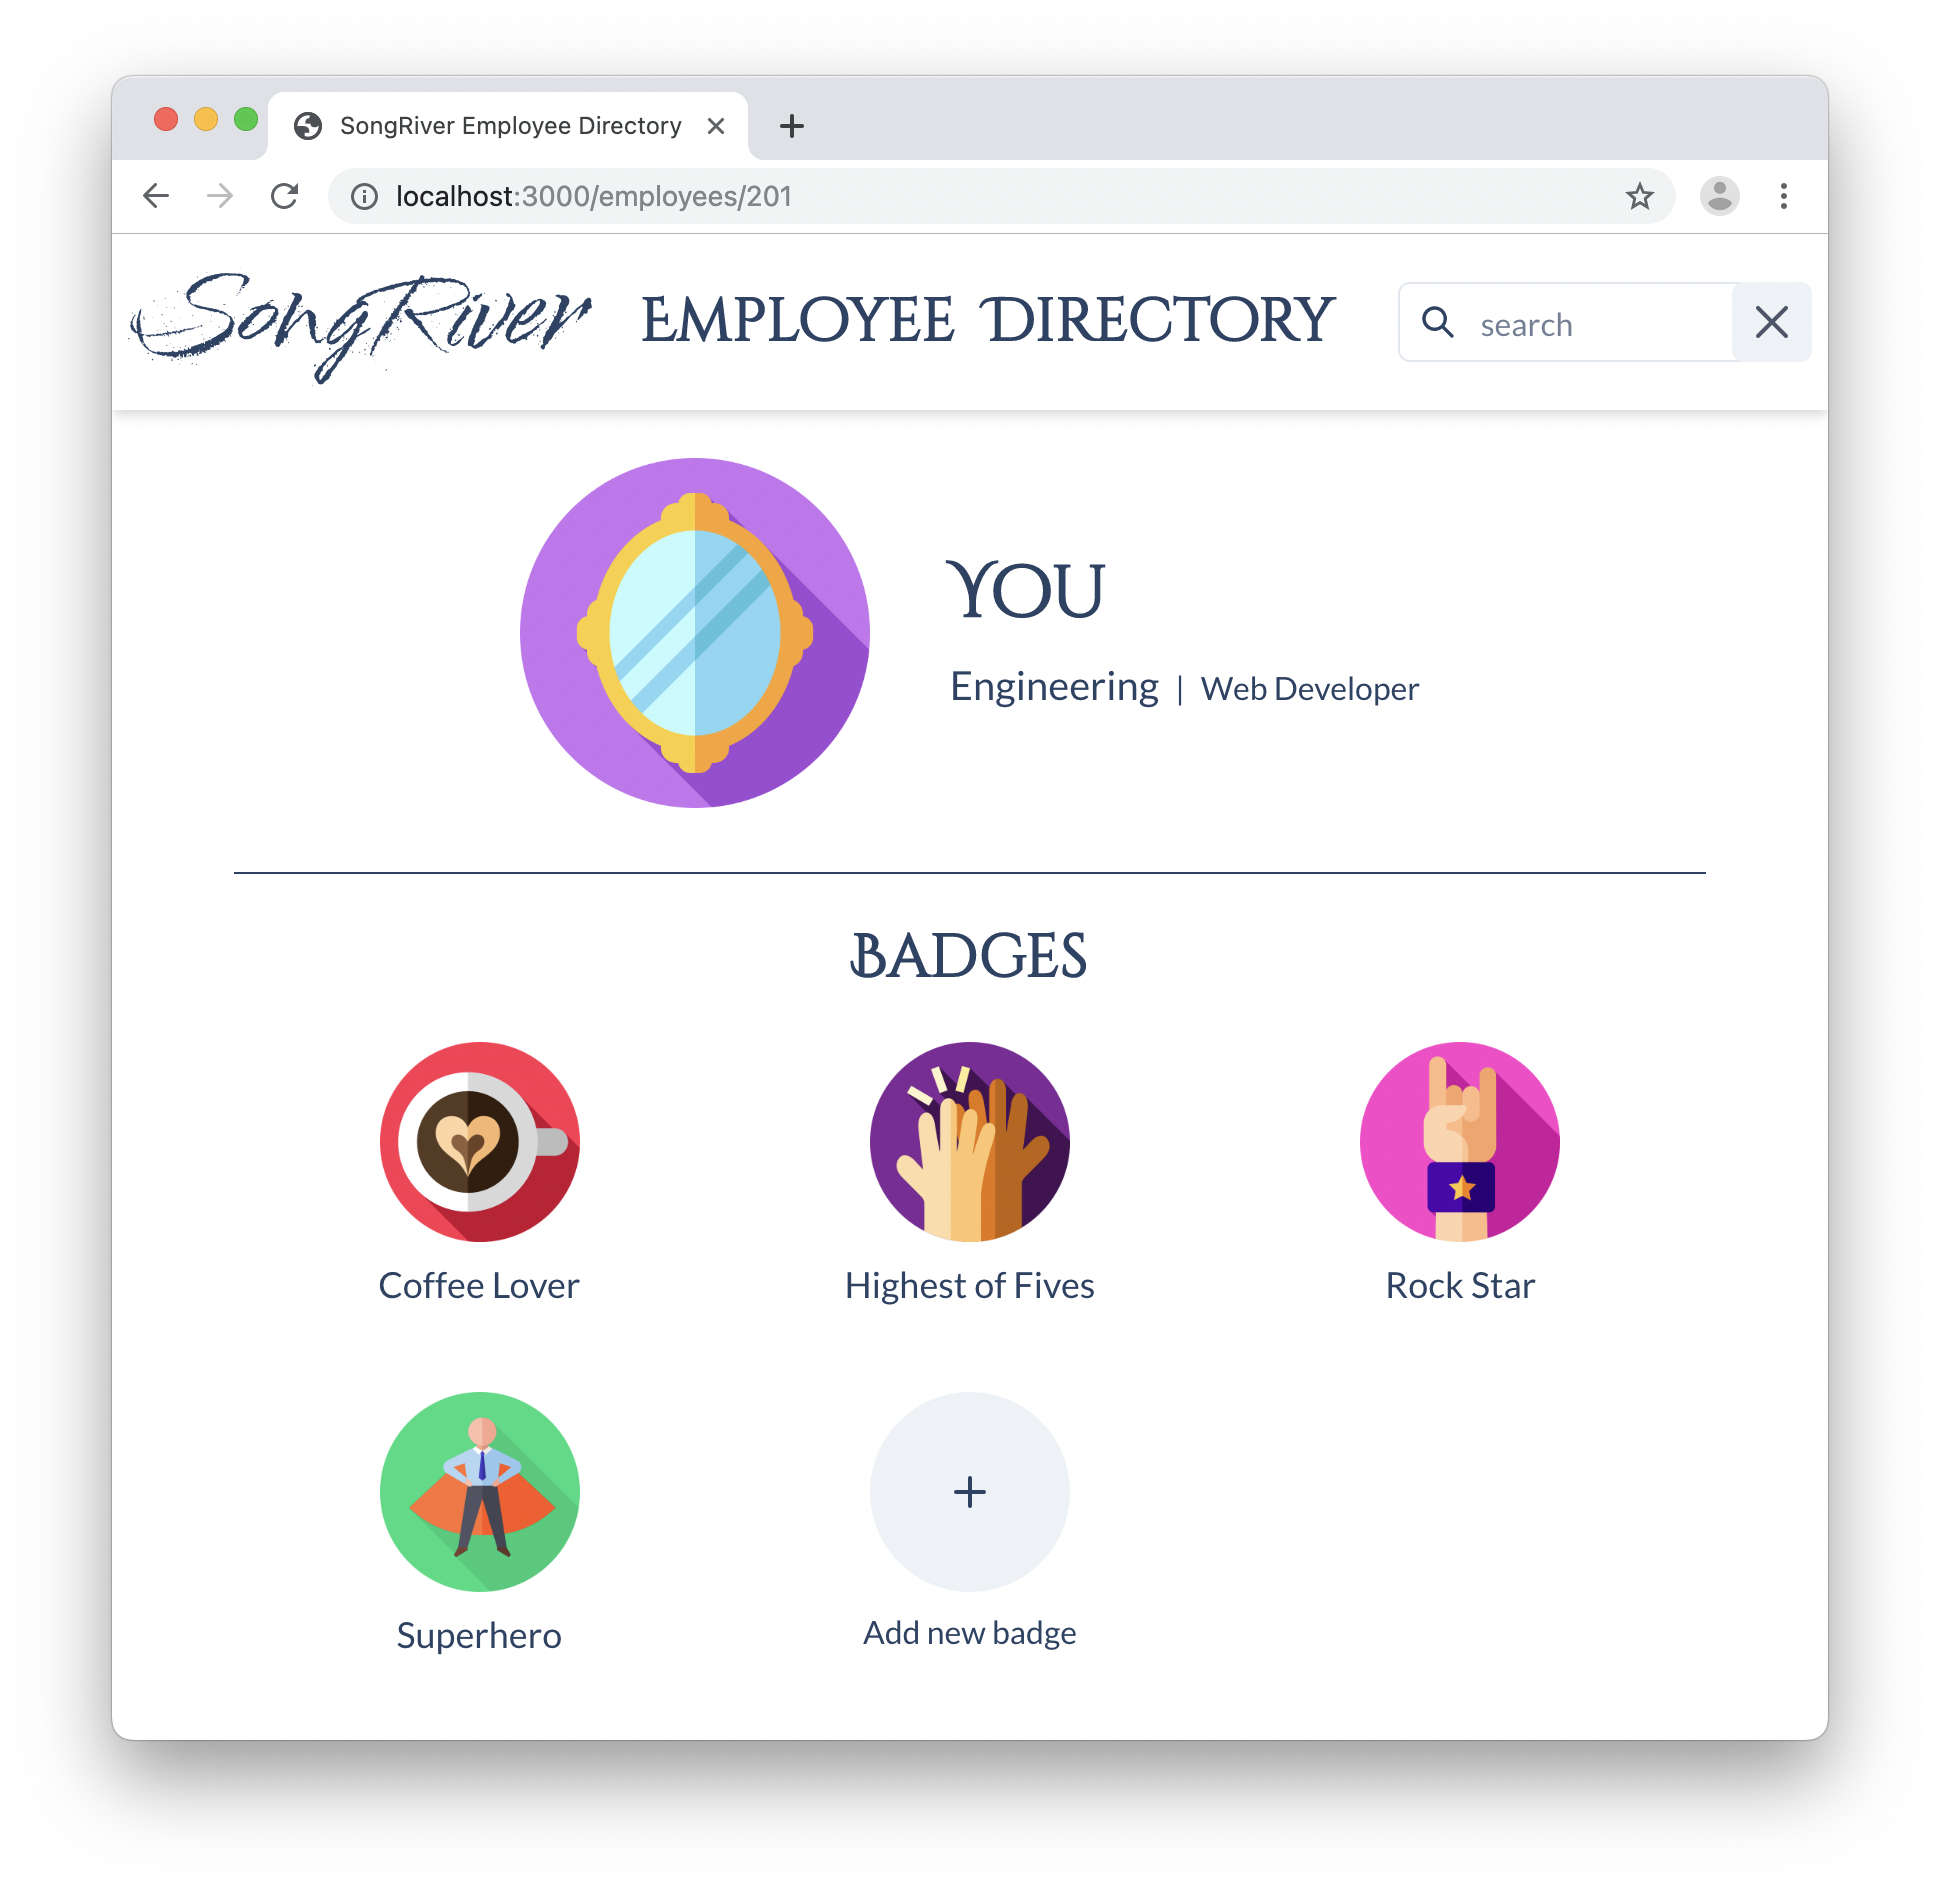 SongRiver Employee Directory
localhost:3000/employees/201
SongRiver EMPLOYEE DIRECTORY search
YOU
Engineering | Web Developer
BADGES
Coffee Lover Highest of Fives Rock Star
Superhero Add new badge